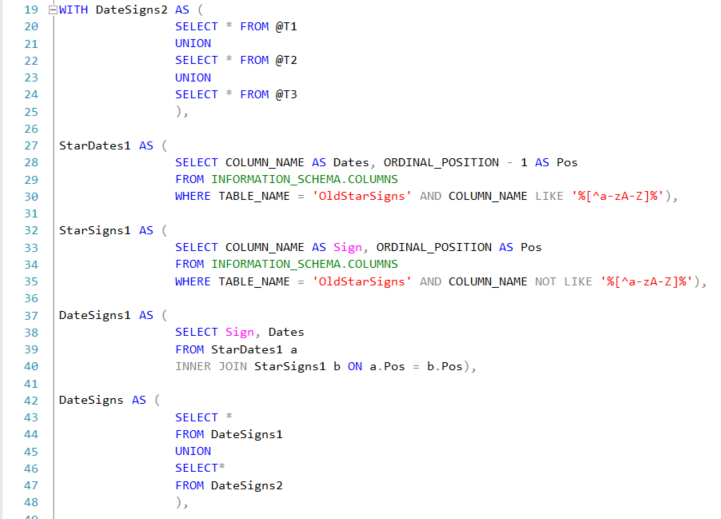 19 WITH DateSigns2 AS (
20 SELECT * FROM @T1
21 UNION
22 SELECT * FROM @T2
23 UNION
24 SELECT * FROM @T3
25 ),
26
27 StarDates1 AS (
28 SELECT COLUMN_NAME AS Dates, ORDINAL_POSITION - 1 AS Pos
29 FROM INFORMATION_SCHEMA.COLUMNS
30 WHERE TABLE_NAME = 'OldStarSigns' AND COLUMN_NAME LIKE '%[^a-zA-Z]%'),
31
32 StarSigns1 AS (
33 SELECT COLUMN_NAME AS Sign, ORDINAL_POSITION AS Pos
34 FROM INFORMATION_SCHEMA.COLUMNS
35 WHERE TABLE_NAME = 'OldStarSigns' AND COLUMN_NAME NOT LIKE '%[^a-zA-Z]%'),
36
37 DateSigns1 AS (
38 SELECT Sign, Dates
39 FROM StarDates1 a
40 INNER JOIN StarSigns1 b ON a.Pos = b.Pos),
41
42 DateSigns AS (
43 SELECT *
44 FROM DateSigns1
45 UNION
46 SELECT*
47 FROM DateSigns2
48 ),